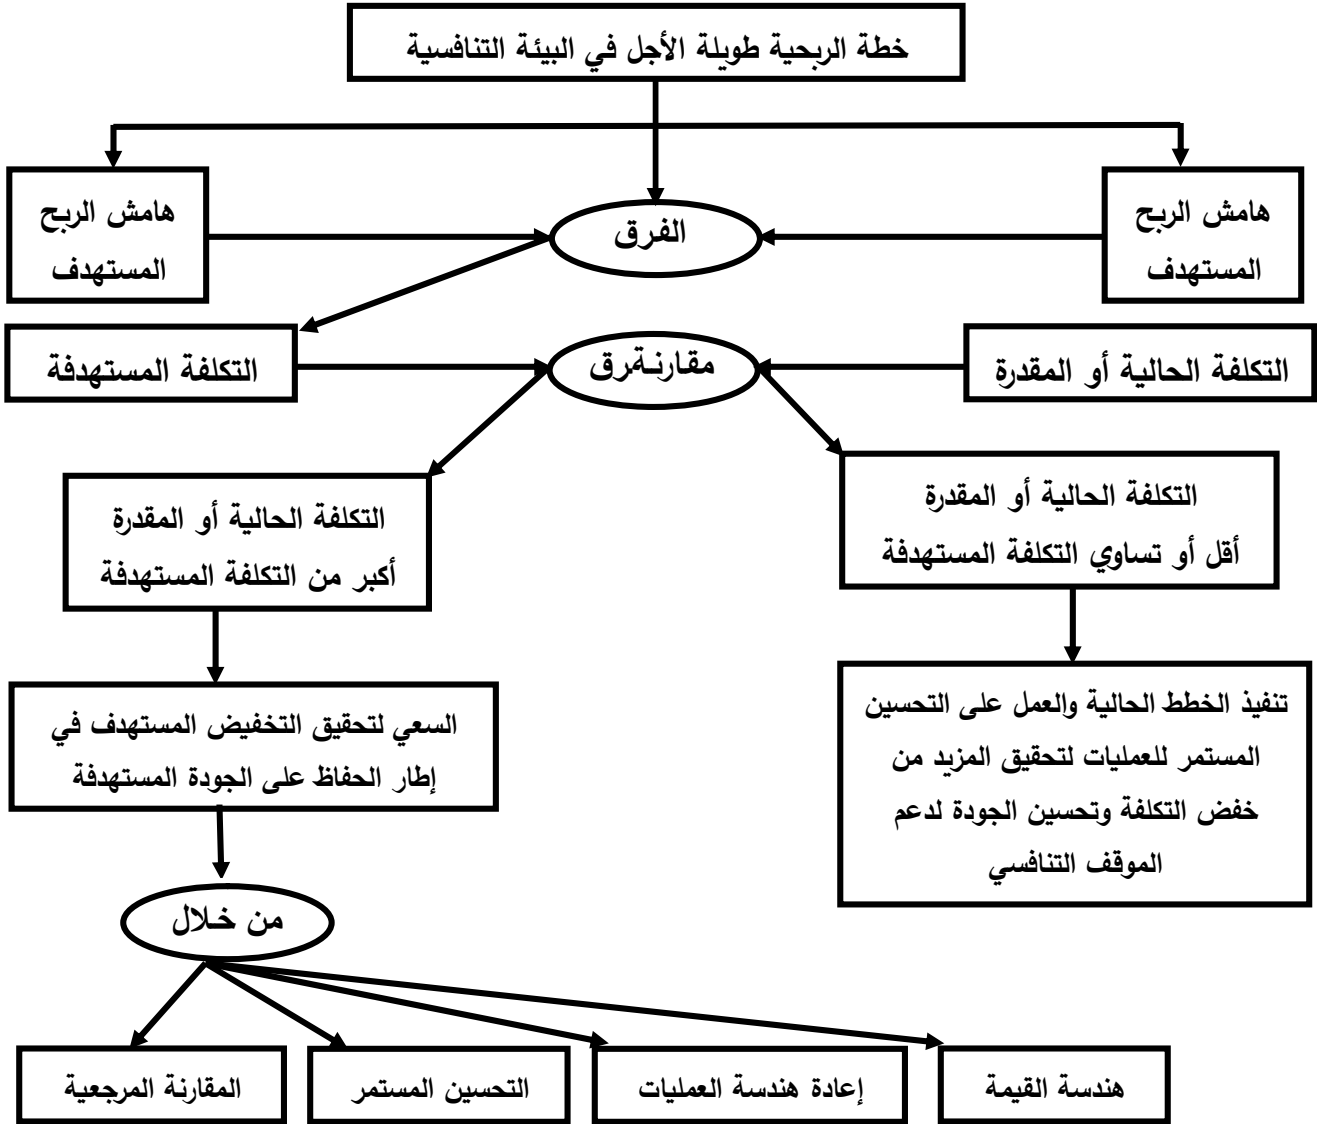 خطة الربحية طويلة الأجل في البيئة التنافسية
هامش الربح
المستهدف
الفرق
هامش الربح
المستهدف
التكلفة الحالية أو المقدرة
مقارنـةرق
التكلفة المستهدفة
التكلفة الحالية أو المقدرة
أقل أو تساوي التكلفة المستهدفة
التكلفة الحالية أو المقدرة
أكبر من التكلفة المستهدفة
تنفيذ الخطط الحالية والعمل على التحسين
المستمر للعمليات لتحقيق المزيد من
خفض التكلفة وتحسين الجودة لدعم
الموقف التنافسي
السعي لتحقيق التخفيض المستهدف في
إطار الحفاظ على الجودة المستهدفة
من خـلال
هندسة القيمة
إعادة هندسة العمليات
التحسين المستمر
المقارنة المرجعية